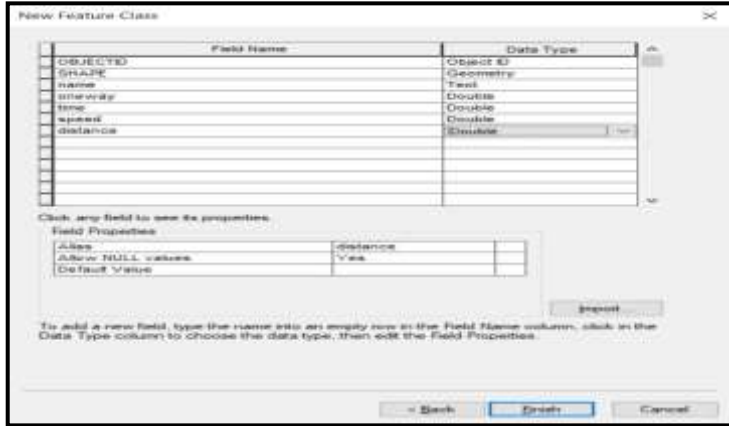 New Feature Class
Field Name Data Type
OBJECTID Object ID
SHAPE Geometry
name Text
oneway Double
time Double
speed Double
distance Double
Click any field to see its properties.
Field Properties
Alias distance
Allow NULL values Yes
Default Value
Import...
To add a new field, type the name into an empty row in the Field Name column, click in the
Data Type column to choose the data type, then edit the Field Properties.
< Back Finish Cancel